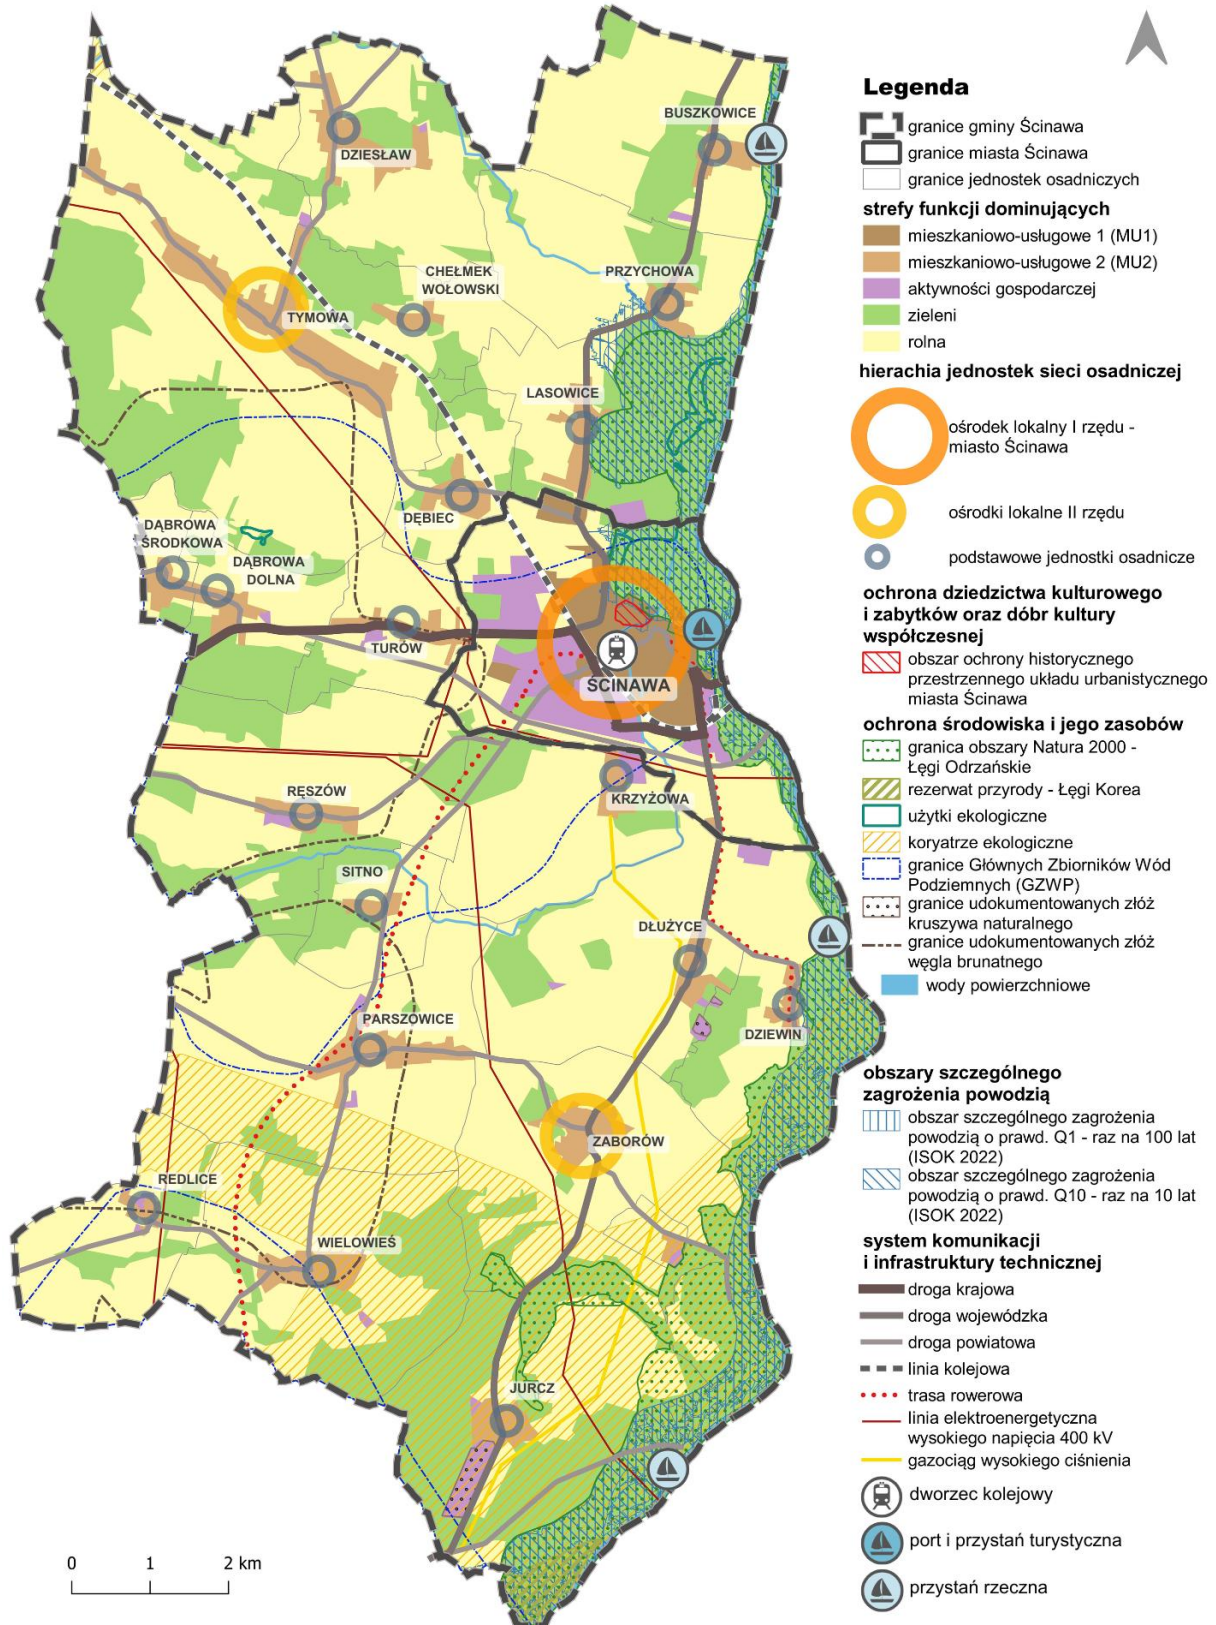 BUSZKOWICE
DZIESŁAW
CHEŁMEK
WOŁOWSKI
PRZYCHOWA
TYMOWA
LASOWICE
DĘBIEC
DĄBROWA
ŚRODKOWA
DĄBROWA
DOLNA
TURÓW
ŚCINAWA
RĘSZÓW
KRZYŻOWA
SITNO
DŁUŻYCE
DZIEWIN
PARSZOWICE
ZABORÓW
REDLICE
WIELOWIEŚ
JURCZ
0 1 2 km
Legenda
granice gminy Ścinawa
granice miasta Ścinawa
granice jednostek osadniczych
strefy funkcji dominujących
mieszkaniowo-usługowe 1 (MU1)
mieszkaniowo-usługowe 2 (MU2)
aktywności gospodarczej
zieleni
rolna
hierachia jednostek sieci osadniczej
ośrodek lokalny I rzędu -
miasto Ścinawa
ośrodki lokalne II rzędu
podstawowe jednostki osadnicze
ochrona dziedzictwa kulturowego
i zabytków oraz dóbr kultury
współczesnej
obszar ochrony historycznego
przestrzennego układu urbanistycznego
miasta Ścinawa
ochrona środowiska i jego zasobów
granica obszary Natura 2000 -
Łęgi Odrzańskie
rezerwat przyrody - Łęgi Korea
użytki ekologiczne
koryatrze ekologiczne
granice Głównych Zbiorników Wód
Podziemnych (GZWP)
granice udokumentowanych złóż
kruszywa naturalnego
granice udokumentowanych złóż
węgla brunatnego
wody powierzchniowe
obszary szczególnego
zagrożenia powodzią
obszar szczególnego zagrożenia
powodzią o prawd. Q1 - raz na 100 lat
(ISOK 2022)
obszar szczególnego zagrożenia
powodzią o prawd. Q10 - raz na 10 lat
(ISOK 2022)
system komunikacji
i infrastruktury technicznej
droga krajowa
droga wojewódzka
droga powiatowa
linia kolejowa
trasa rowerowa
linia elektroenergetyczna
wysokiego napięcia 400 kV
gazociąg wysokiego ciśnienia
dworzec kolejowy
port i przystań turystyczna
przystań rzeczna